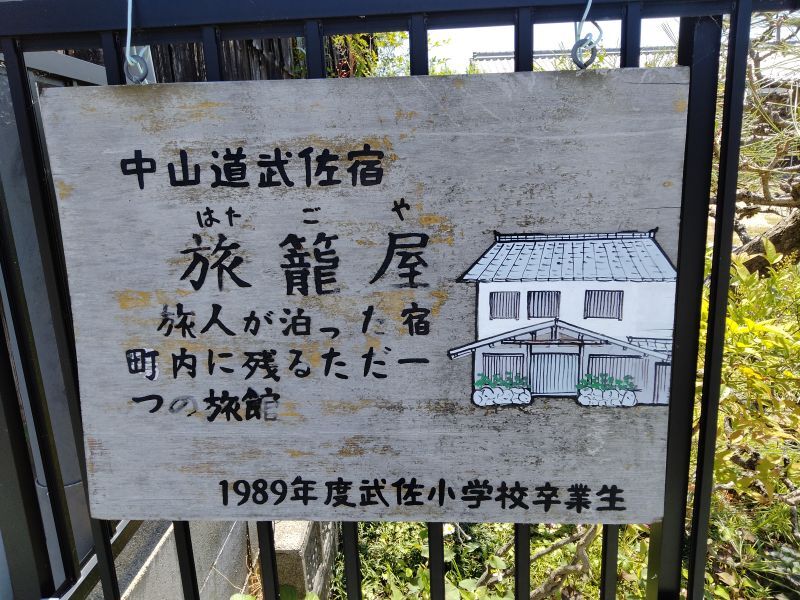 中山道武佐宿
はたごや
旅籠屋
旅人が泊った宿
町内に残るただ一
つの旅館
1989年度武佐小学校卒業生